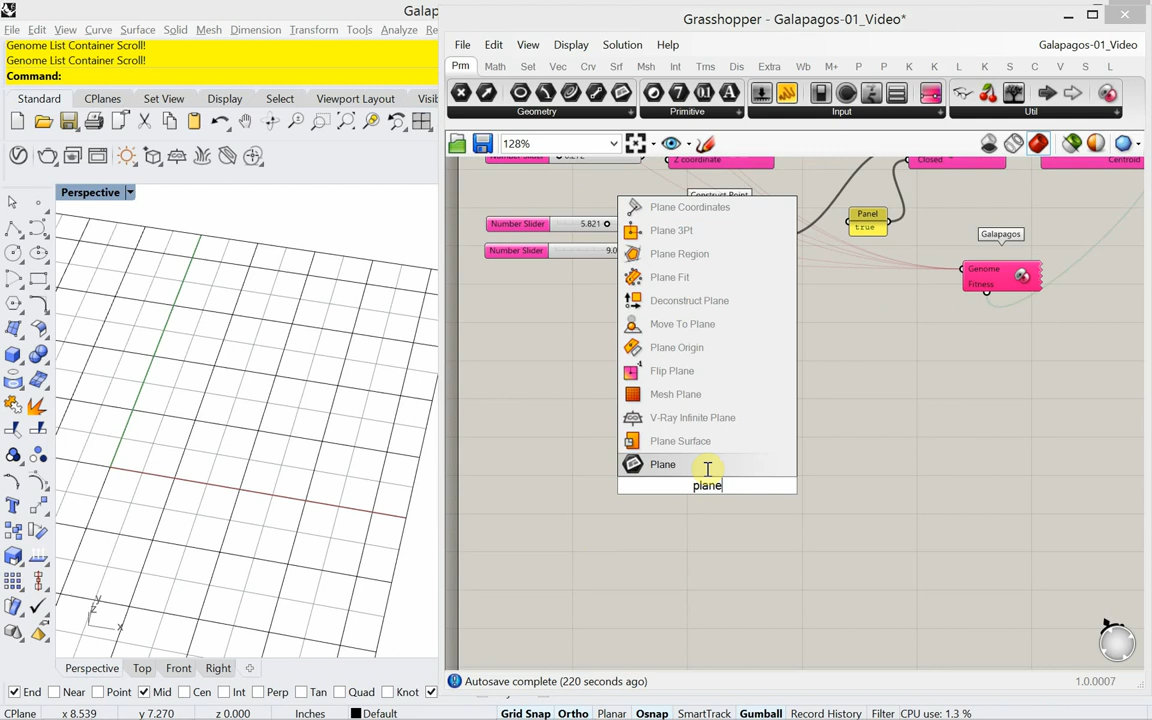 Galap
File Edit View Curve Surface Solid Mesh Dimension Transform Tools Analyze Re
Genome List Container Scroll!
Genome List Container Scroll!
Command:
Standard CPlanes Set View Display Select Viewport Layout Visib
Perspective
z
y
x
Perspective Top Front Right
End Near Point Mid Cen Int Perp Tan Quad Knot
CPlane x 8.539 y 7.270 z 0.000 Inches Default Grid Snap Ortho Planar Osnap SmartTrack Gumball Record History Filter CPU use: 1.3 %
Grasshopper - Galapagos-01_Video*
File Edit View Display Solution Help Galapagos-01_Video
Prm Math Set Vec Crv Srf Msh Int Trns Dis Extra Wb M+ P P K K L K S C V S L
Geometry Primitive Input Util
128%
Number Slider 0.272
Z coordinate
Closed
Centroid
Construct Point
Number Slider 5.821
Number Slider 9.0
Panel
true
Galapagos
Genome
Fitness
Plane Coordinates
Plane 3Pt
Plane Region
Plane Fit
Deconstruct Plane
Move To Plane
Plane Origin
Flip Plane
Mesh Plane
V-Ray Infinite Plane
Plane Surface
Plane
plane
Autosave complete (220 seconds ago) 1.0.0007